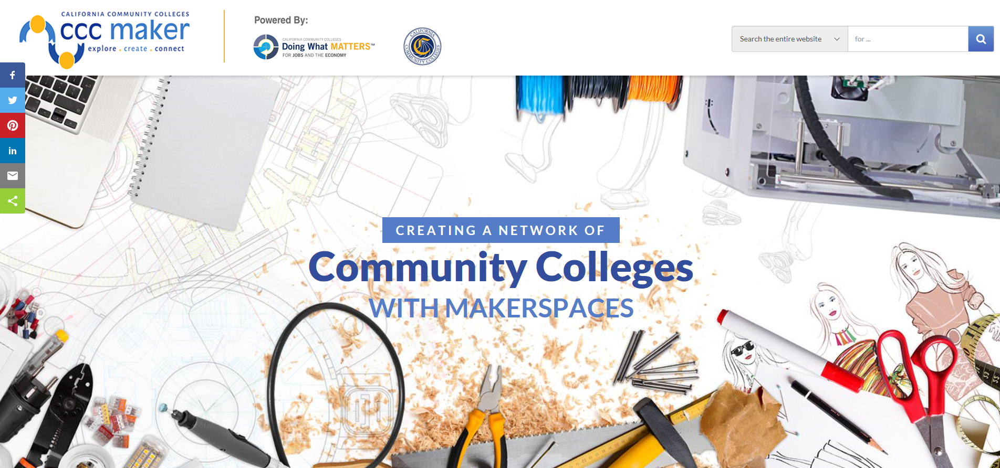 CALIFORNIA COMMUNITY COLLEGES
ccc maker
explore . create . connect
Powered By:
CALIFORNIA COMMUNITY COLLEGES
Doing What MATTERS™
FOR JOBS AND THE ECONOMY
CALIFORNIA
COMMUNITY COLLEGES
Search the entire website
for ...
f
in
CREATING A NETWORK OF
Community Colleges
WITH MAKERSPACES